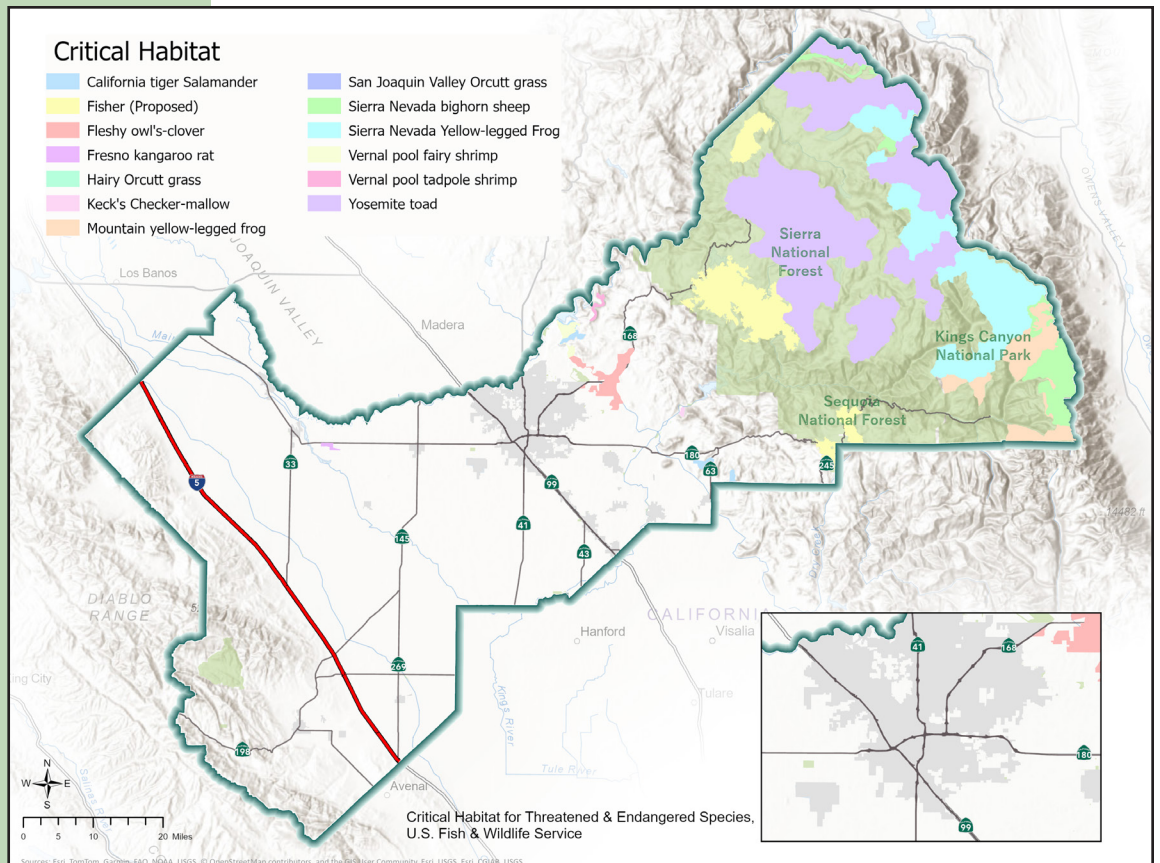 Critical Habitat
California tiger Salamander
Fisher (Proposed)
Fleshy owl's-clover
Fresno kangaroo rat
Hairy Orcutt grass
Keck's Checker-mallow
Mountain yellow-legged frog
San Joaquin Valley Orcutt grass
Sierra Nevada bighorn sheep
Sierra Nevada Yellow-legged Frog
Vernal pool fairy shrimp
Vernal pool tadpole shrimp
Yosemite toad
OWENS VALLEY
JOAQUIN VALLEY
Los Banos
Madera
Sierra
National
Forest
168
Kings Canyon
National Park
Sequoia
National Forest
33
180
63
245
5
99
41
145
43
14482 ft
DIABLO
RANGE
5,
CALIFORNIA
Hanford
Visalia
269
ng City
Kings River
Tulare
198
Tule River
Avenal
Salinas
N
W
E
S
0 5 10 20 Miles
Critical Habitat for Threatened & Endangered Species,
U.S. Fish & Wildlife Service
41
168
180
99